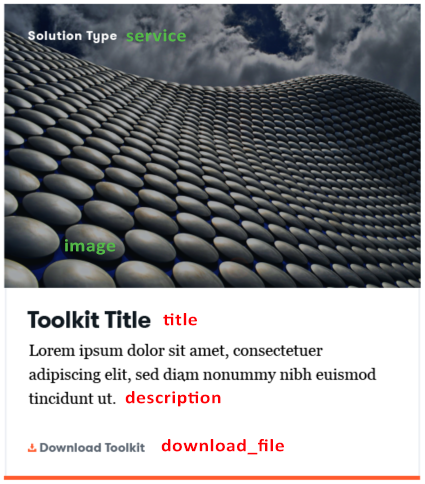 Solution Type service
image
Toolkit Title title
Lorem ipsum dolor sit amet, consectetuer
adipiscing elit, sed diam nonummy nibh euismod
tincidunt ut. description
Download Toolkit download_file